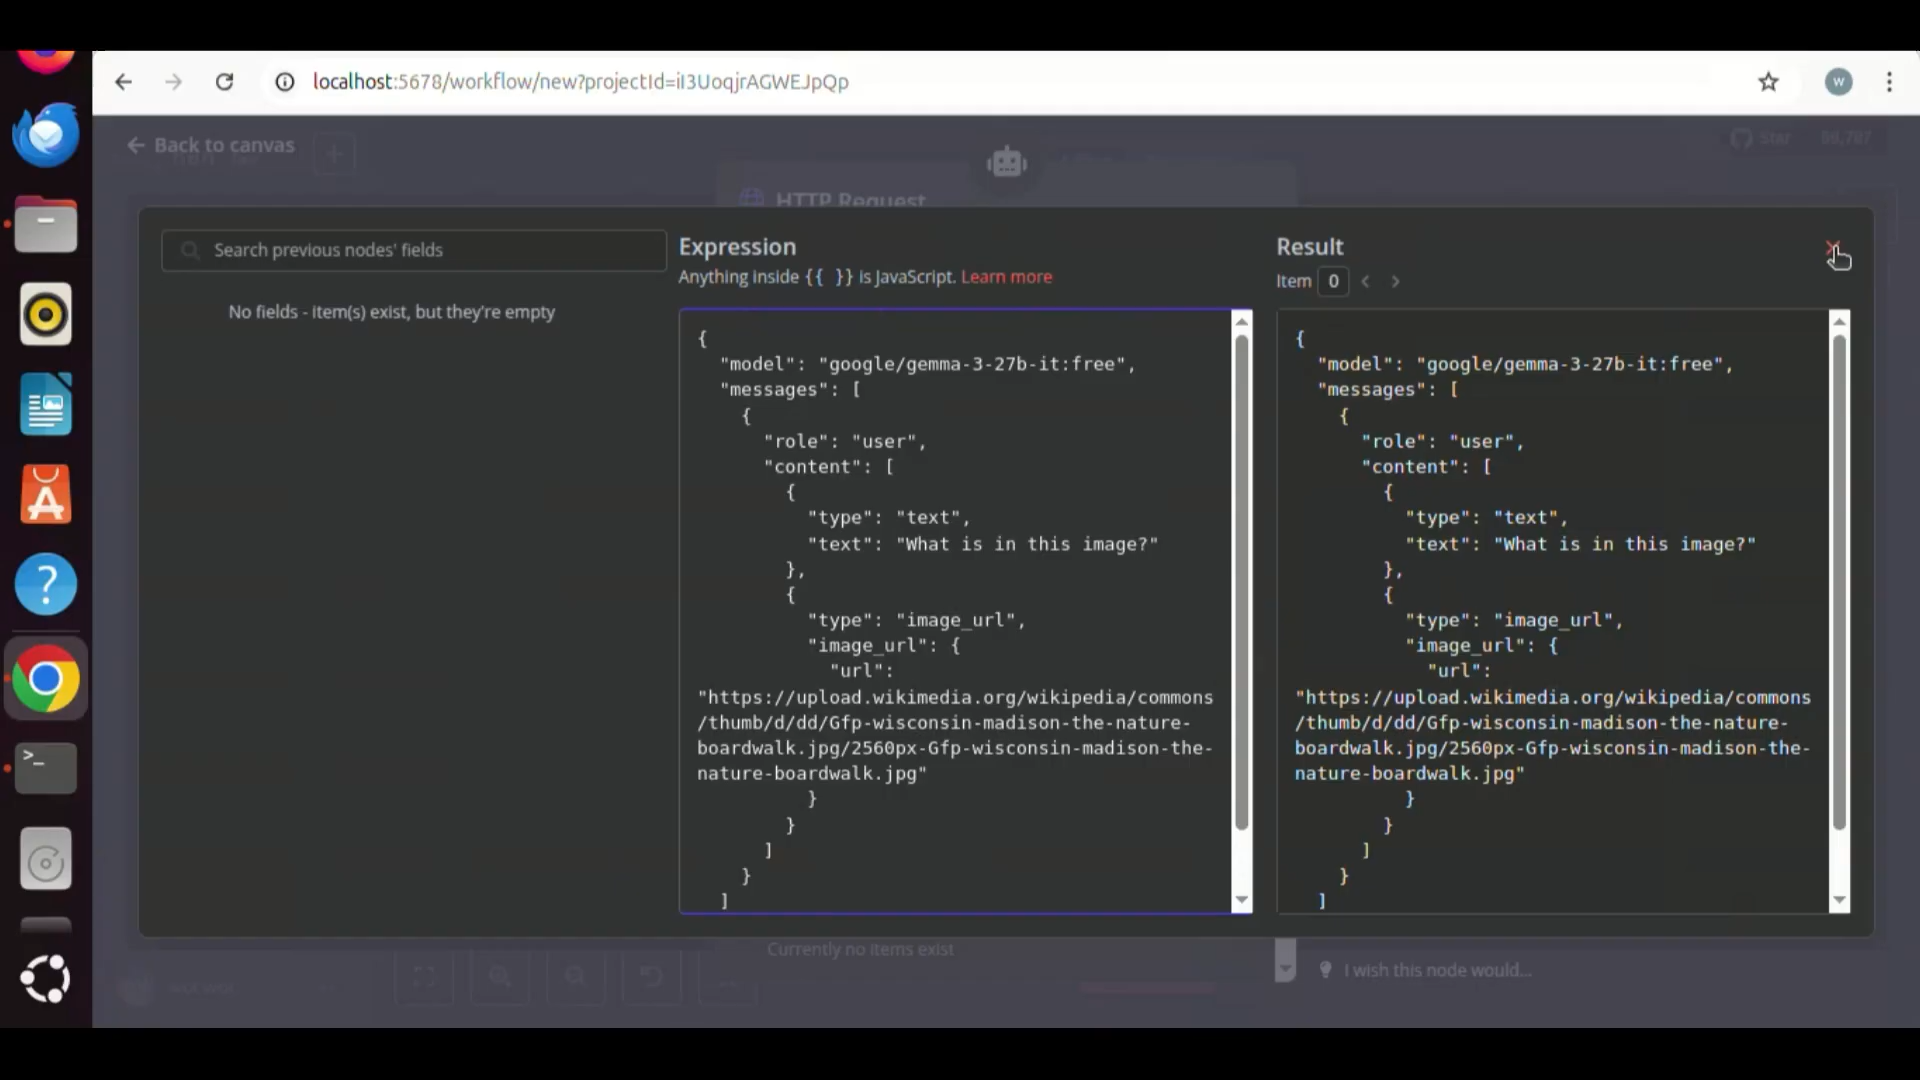 localhost:5678/workflow/new?projectId=iI3UoqjrAGWEJpQp
W
Back to canvas
Star 89,787
HTTP Request
Search previous nodes' fields
No fields - item(s) exist, but they're empty
Expression
Anything inside {{ }} is JavaScript. Learn more
{
"model": "google/gemma-3-27b-it:free",
"messages": [
{
"role": "user",
"content": [
{
"type": "text",
"text": "What is in this image?"
},
{
"type": "image_url",
"image_url": {
"url":
"https://upload.wikimedia.org/wikipedia/commons
/thumb/d/dd/Gfp-wisconsin-madison-the-nature-
boardwalk.jpg/2560px-Gfp-wisconsin-madison-the-
nature-boardwalk.jpg"
}
}
]
}
]
Result
Item 0
{
"model": "google/gemma-3-27b-it:free",
"messages": [
{
"role": "user",
"content": [
{
"type": "text",
"text": "What is in this image?"
},
{
"type": "image_url",
"image_url": {
"url":
"https://upload.wikimedia.org/wikipedia/commons
/thumb/d/dd/Gfp-wisconsin-madison-the-nature-
boardwalk.jpg/2560px-Gfp-wisconsin-madison-the-
nature-boardwalk.jpg"
}
}
]
}
]
Currently no items exist
I wish this node would...